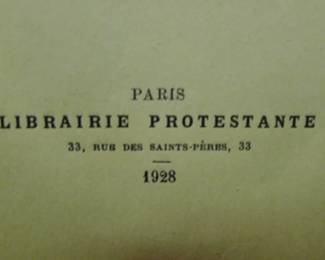 PARIS
LIBRAIRIE PROTESTANTE
33, RUE DES SAINTS-PÈRES, 33
1928